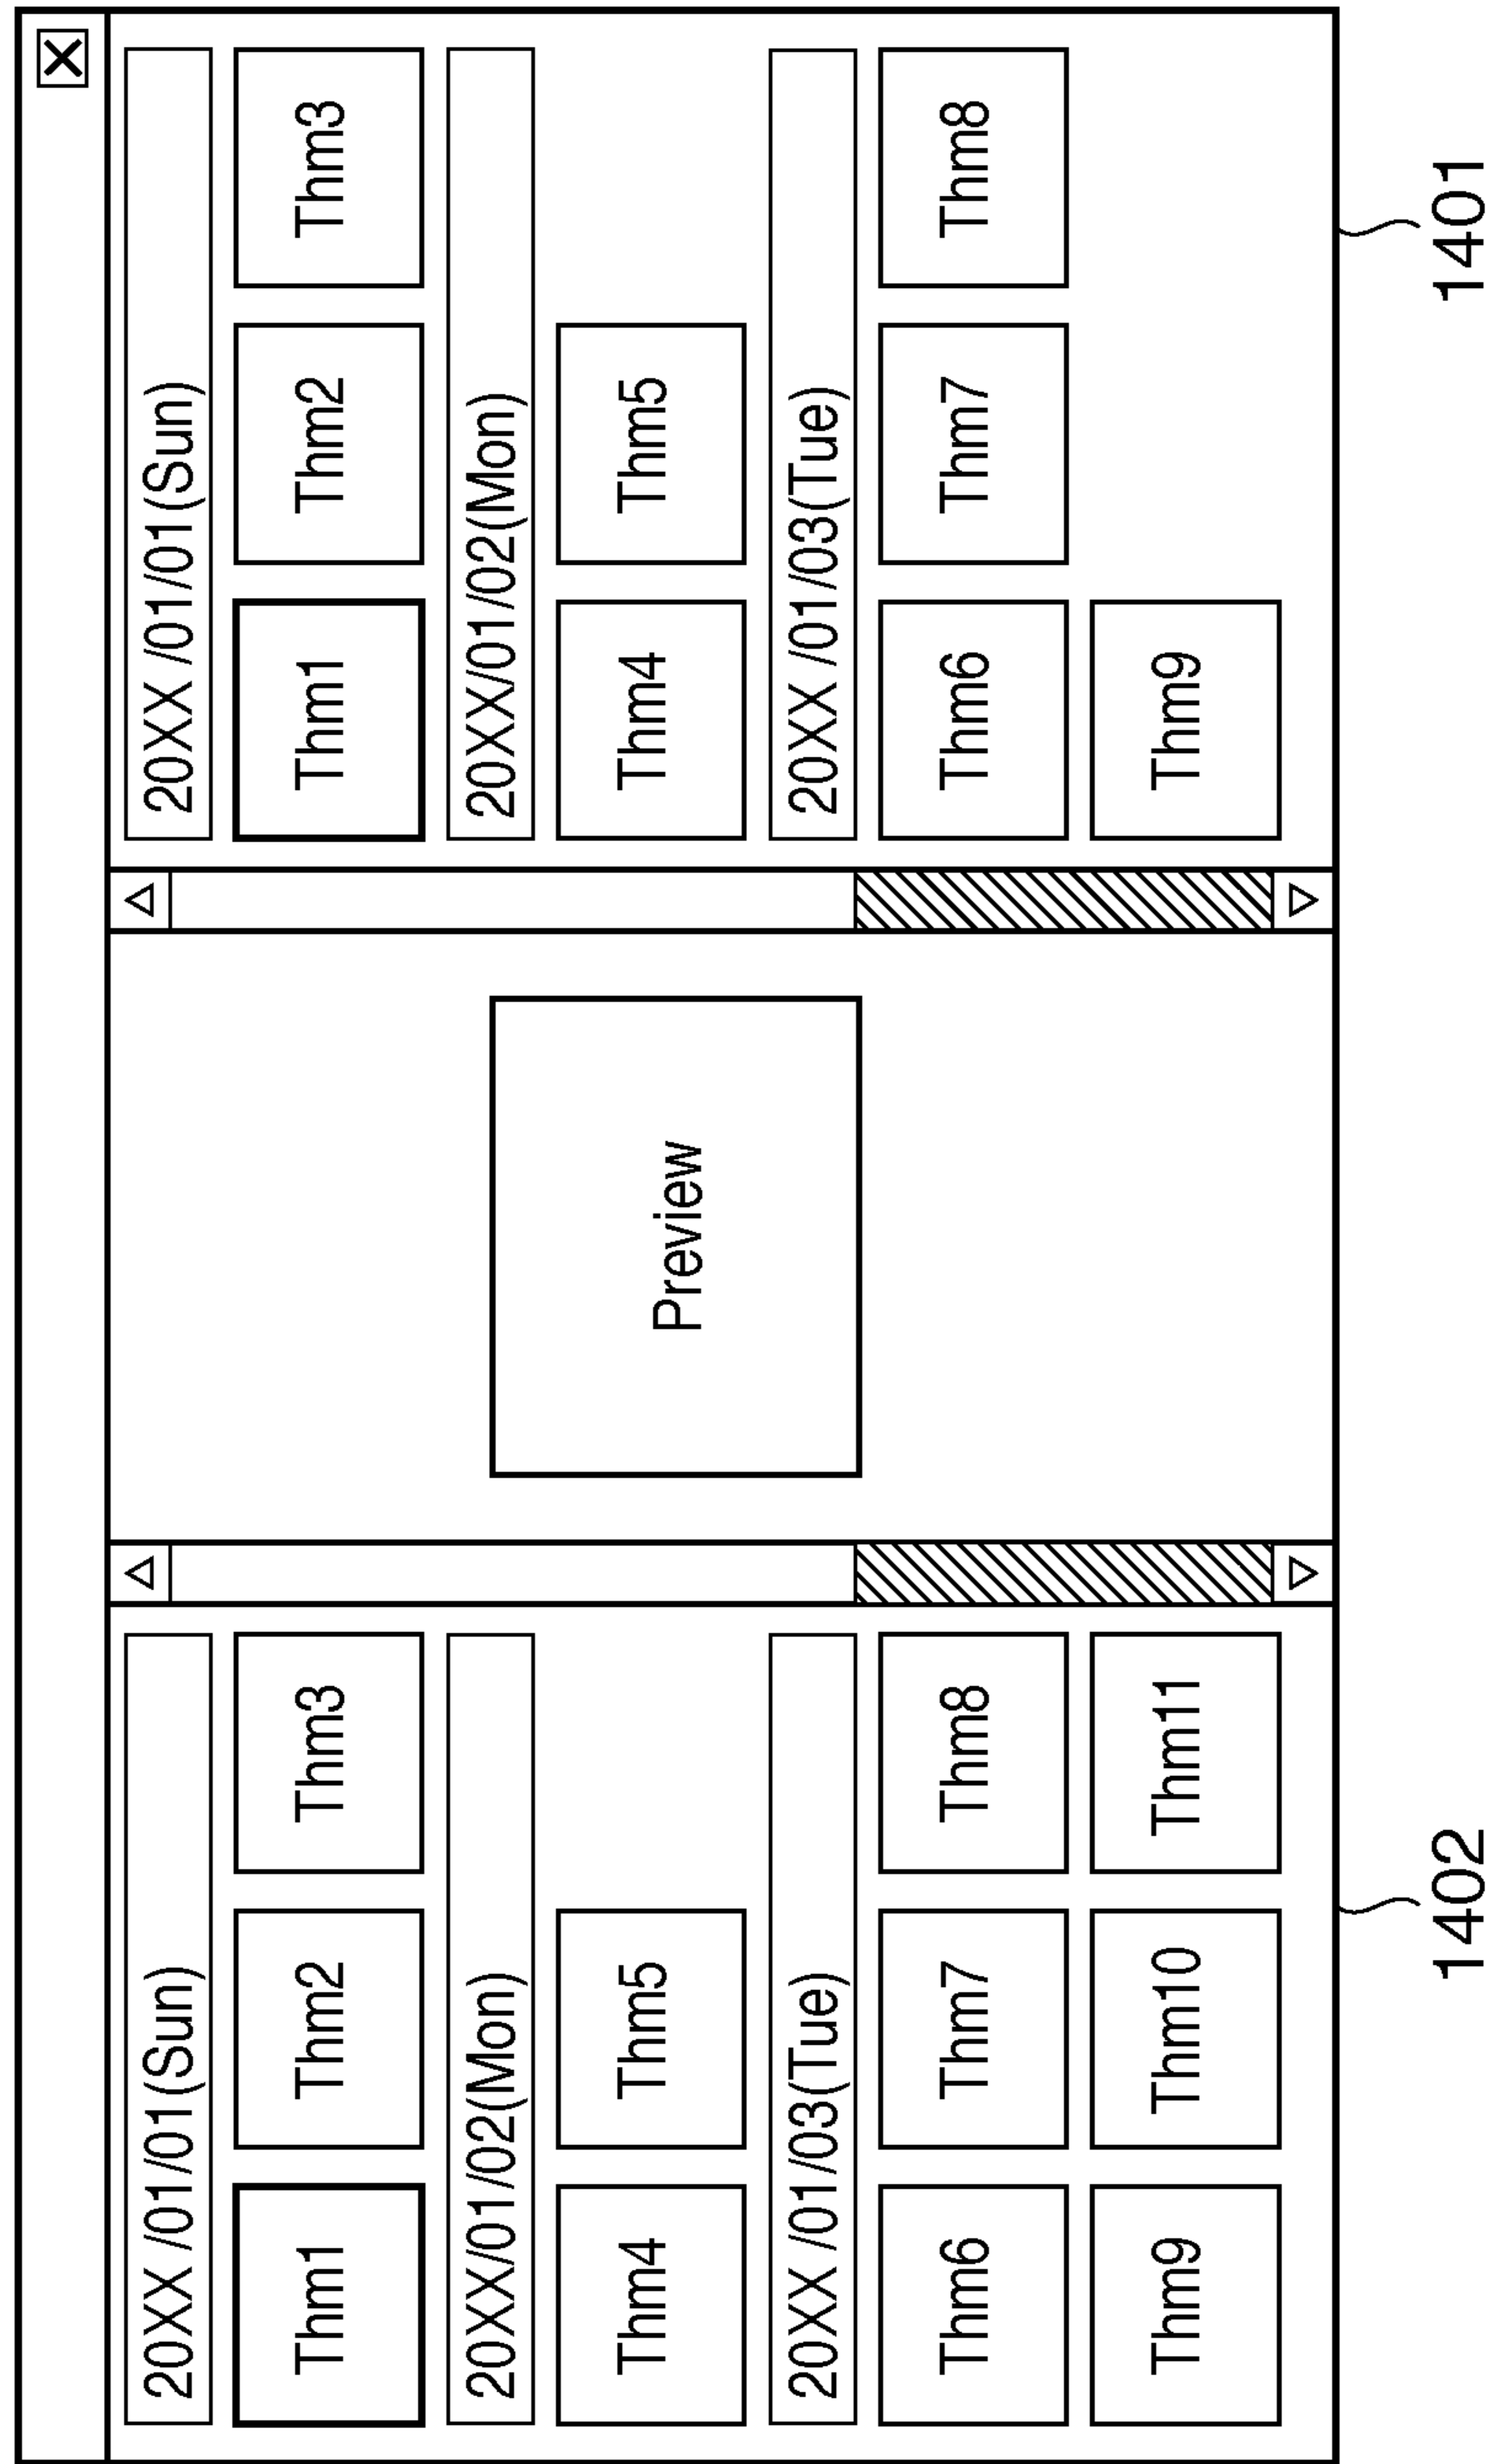 20XX /01/01(Sun)
Thm1 Thm2 Thm3
20XX/01/02(Mon)
Thm4 Thm5
20XX /01/03(Tue)
Thm6 Thm7 Thm8
Thm9 Thm10 Thm11
1402
Preview
20XX /01/01(Sun)
Thm1 Thm2 Thm3
20XX/01/02(Mon)
Thm4 Thm5
20XX /01/03(Tue)
Thm6 Thm7 Thm8
Thm9
1401